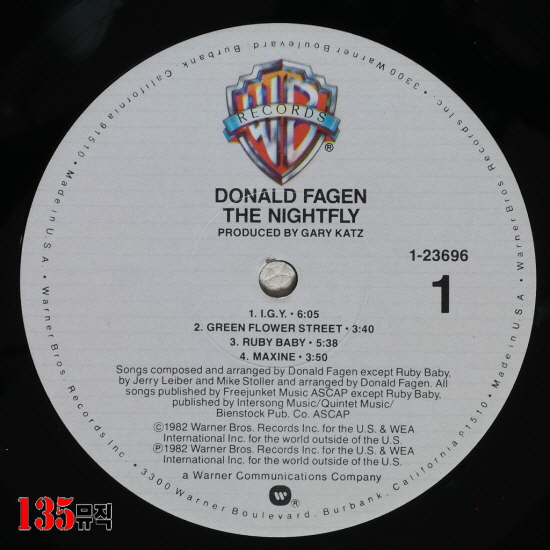 Warner Bros. Records Inc. • 3300 Warner Boulevard, Burbank, California 91510 • Made in U.S.A. • Warner Bros. Records Inc. • 3300 Warner Boulevard, Burbank, California 91510 • Made in U.S.A. •
WB
RECORDS
®
DONALD FAGEN
THE NIGHTFLY
PRODUCED BY GARY KATZ
1-23696
1
1. I.G.Y. • 6:05
2. GREEN FLOWER STREET • 3:40
3. RUBY BABY • 5:38
4. MAXINE • 3:50
Songs composed and arranged by Donald Fagen except Ruby Baby,
by Jerry Leiber and Mike Stoller and arranged by Donald Fagen. All
songs published by Freejunket Music ASCAP except Ruby Baby,
published by Intersong Music/Quintet Music/
Bienstock Pub. Co. ASCAP
©1982 Warner Bros. Records Inc. for the U.S. & WEA
International Inc. for the world outside of the U.S.
℗1982 Warner Bros. Records Inc. for the U.S. & WEA
International Inc. for the world outside of the U.S.
a Warner Communications Company
®
135뮤직